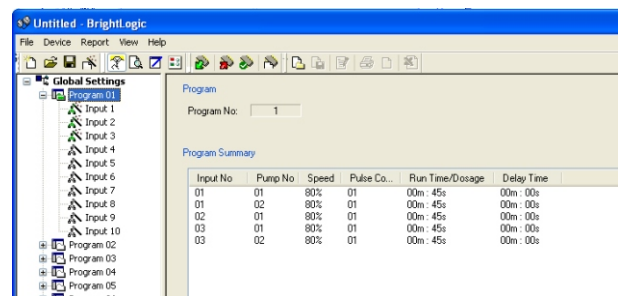 Untitled - BrightLogic
File Device Report View Help
Global Settings
Program 01
Input 1
Input 2
Input 3
Input 4
Input 5
Input 6
Input 7
Input 8
Input 9
Input 10
Program 02
Program 03
Program 04
Program 05
Program
Program No: 1
Program Summary
Input No Pump No Speed Pulse Co... Run Time/Dosage Delay Time
01 01 80% 01 00m : 45s 00m : 00s
01 02 80% 01 00m : 45s 00m : 00s
02 01 80% 01 00m : 45s 00m : 00s
03 01 80% 01 00m : 45s 00m : 00s
03 02 80% 01 00m : 45s 00m : 00s